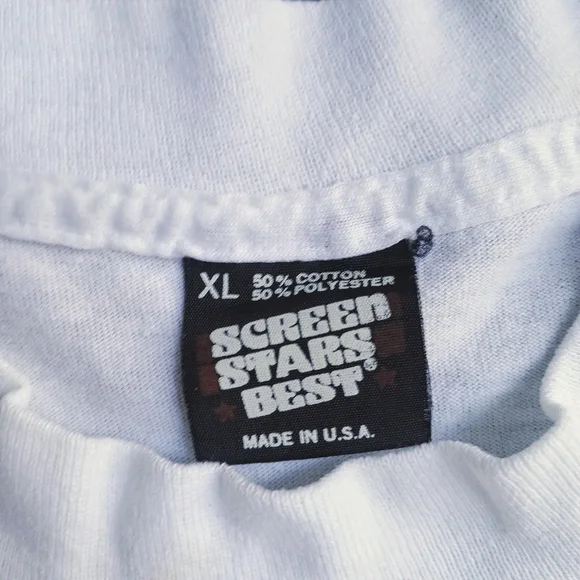 XL 50% COTTON
50% POLYESTER
SCREEN
STARS
BEST®
MADE IN U.S.A.